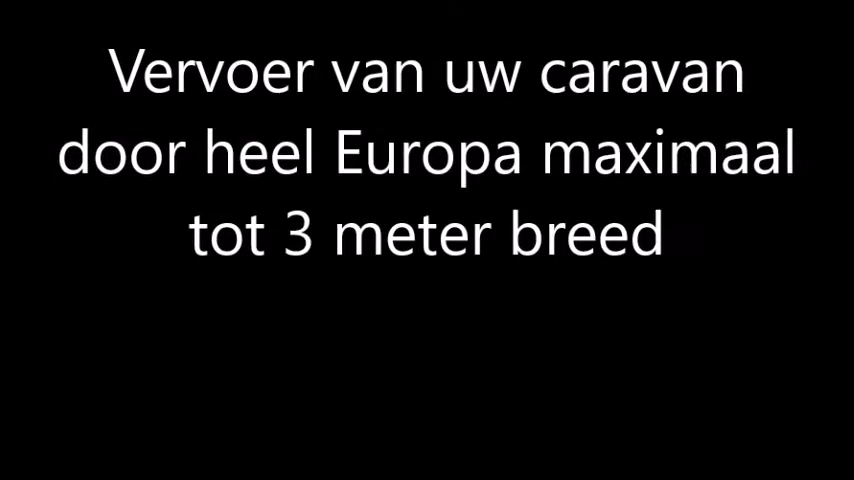 Vervoer van uw caravan
door heel Europa maximaal
tot 3 meter breed